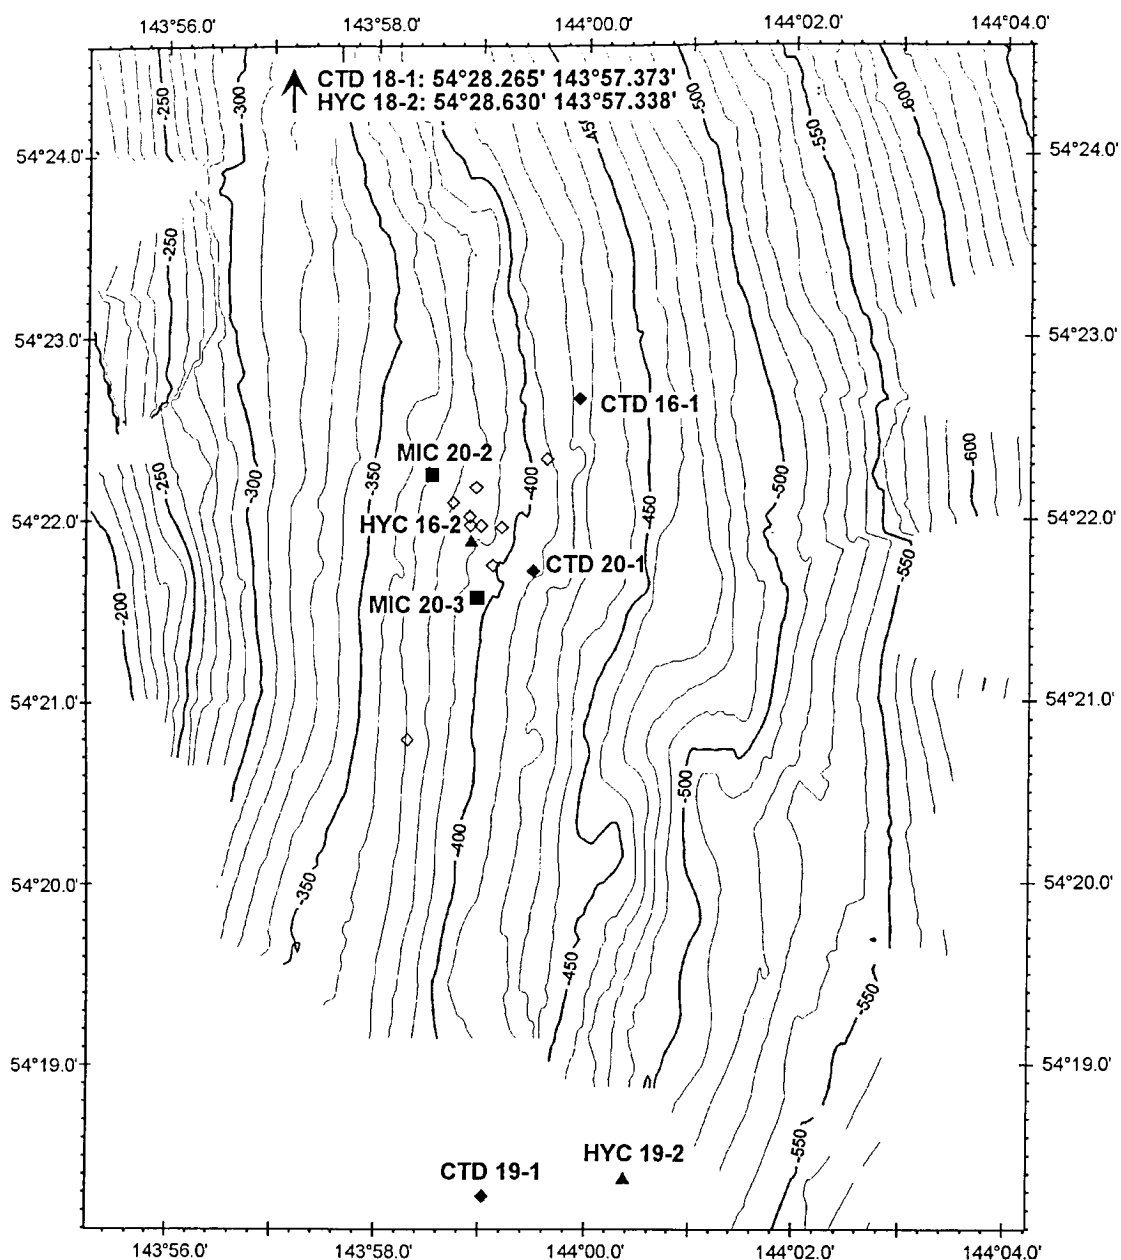 143°56.0' 143°58.0' 144°00.0' 144°02.0' 144°04.0'
CTD 18-1: 54°28.265' 143°57.373'
HYC 18-2: 54°28.630' 143°57.338'
-250 -300 450 -500 -550 -600
54°24.0' 54°24.0'
-250
54°23.0' 54°23.0'
CTD 16-1
MIC 20-2
-250 -300 -350 -400 -450 -500 -600
54°22.0' HYC 16-2 54°22.0'
CTD 20-1 -550
-200 MIC 20-3
54°21.0' 54°21.0'
-500
-400
54°20.0' -350 54°20.0'
-450 -550
54°19.0' 54°19.0'
-550
HYC 19-2
CTD 19-1
143°56.0' 143°58.0' 144°00.0' 144°02.0' 144°04.0'